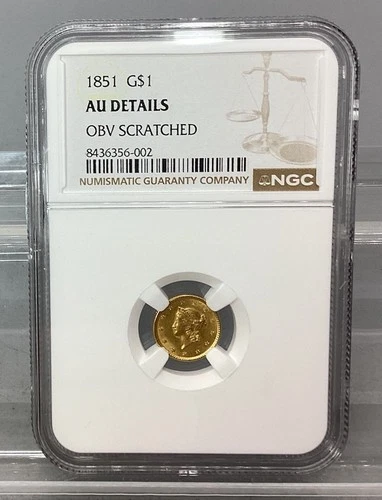 1851 G$1
AU DETAILS
OBV SCRATCHED
8436356-002
NUMISMATIC GUARANTY COMPANY
NGC